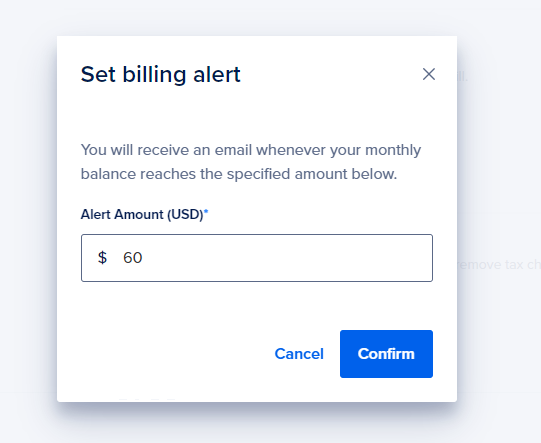 Set billing alert
You will receive an email whenever your monthly
balance reaches the specified amount below.
Alert Amount (USD)*
$ 60
remove tax ch
Cancel
Confirm